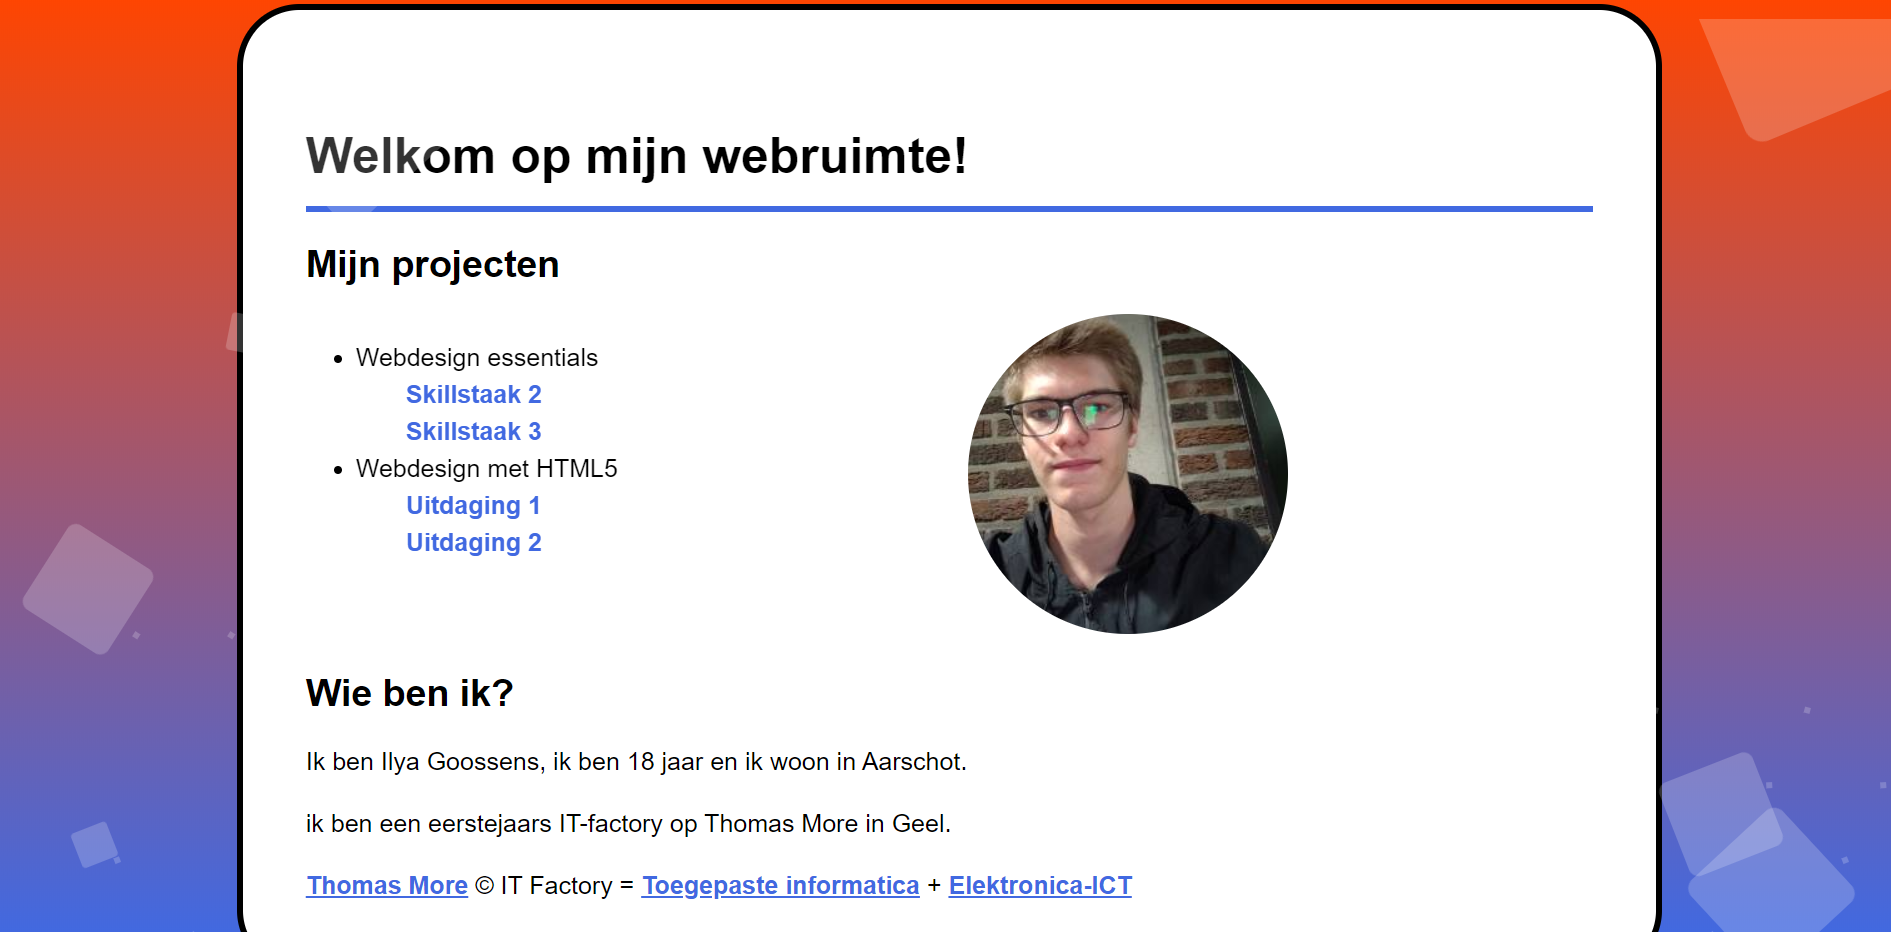 Welkom op mijn webruimte!
Mijn projecten
Webdesign essentials
Skillstaak 2
Skillstaak 3
Webdesign met HTML5
Uitdaging 1
Uitdaging 2
Wie ben ik?
Ik ben Ilya Goossens, ik ben 18 jaar en ik woon in Aarschot.
ik ben een eerstejaars IT-factory op Thomas More in Geel.
Thomas More © IT Factory = Toegepaste informatica + Elektronica-ICT